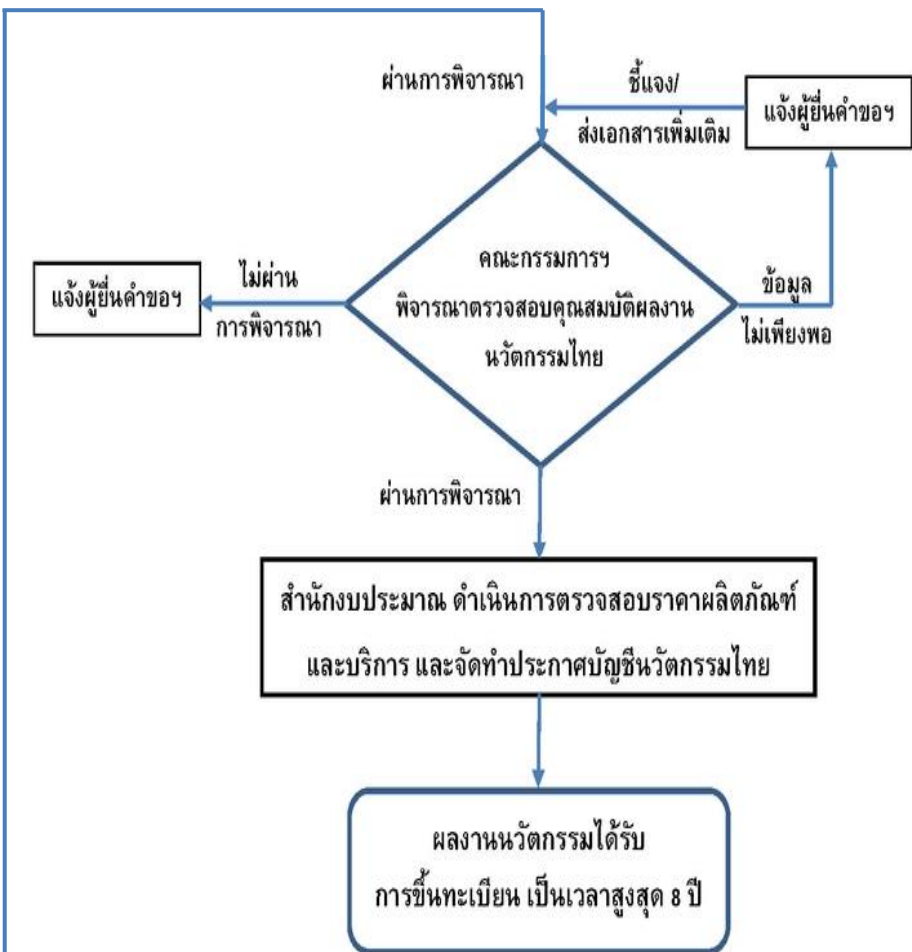 ผ่านการพิจารณา
ชี้แจง/
ส่งเอกสารเพิ่มเติม
แจ้งผู้ยื่นคำขอฯ
คณะกรรมการฯ
พิจารณาตรวจสอบคุณสมบัติผลงาน
นวัตกรรมไทย
ไม่ผ่าน
การพิจารณา
แจ้งผู้ยื่นคำขอฯ
ข้อมูล
ไม่เพียงพอ
ผ่านการพิจารณา
สำนักงบประมาณ ดำเนินการตรวจสอบราคาผลิตภัณฑ์
และบริการ และจัดทำประกาศบัญชีนวัตกรรมไทย
ผลงานนวัตกรรมได้รับ
การขึ้นทะเบียน เป็นเวลาสูงสุด 8 ปี